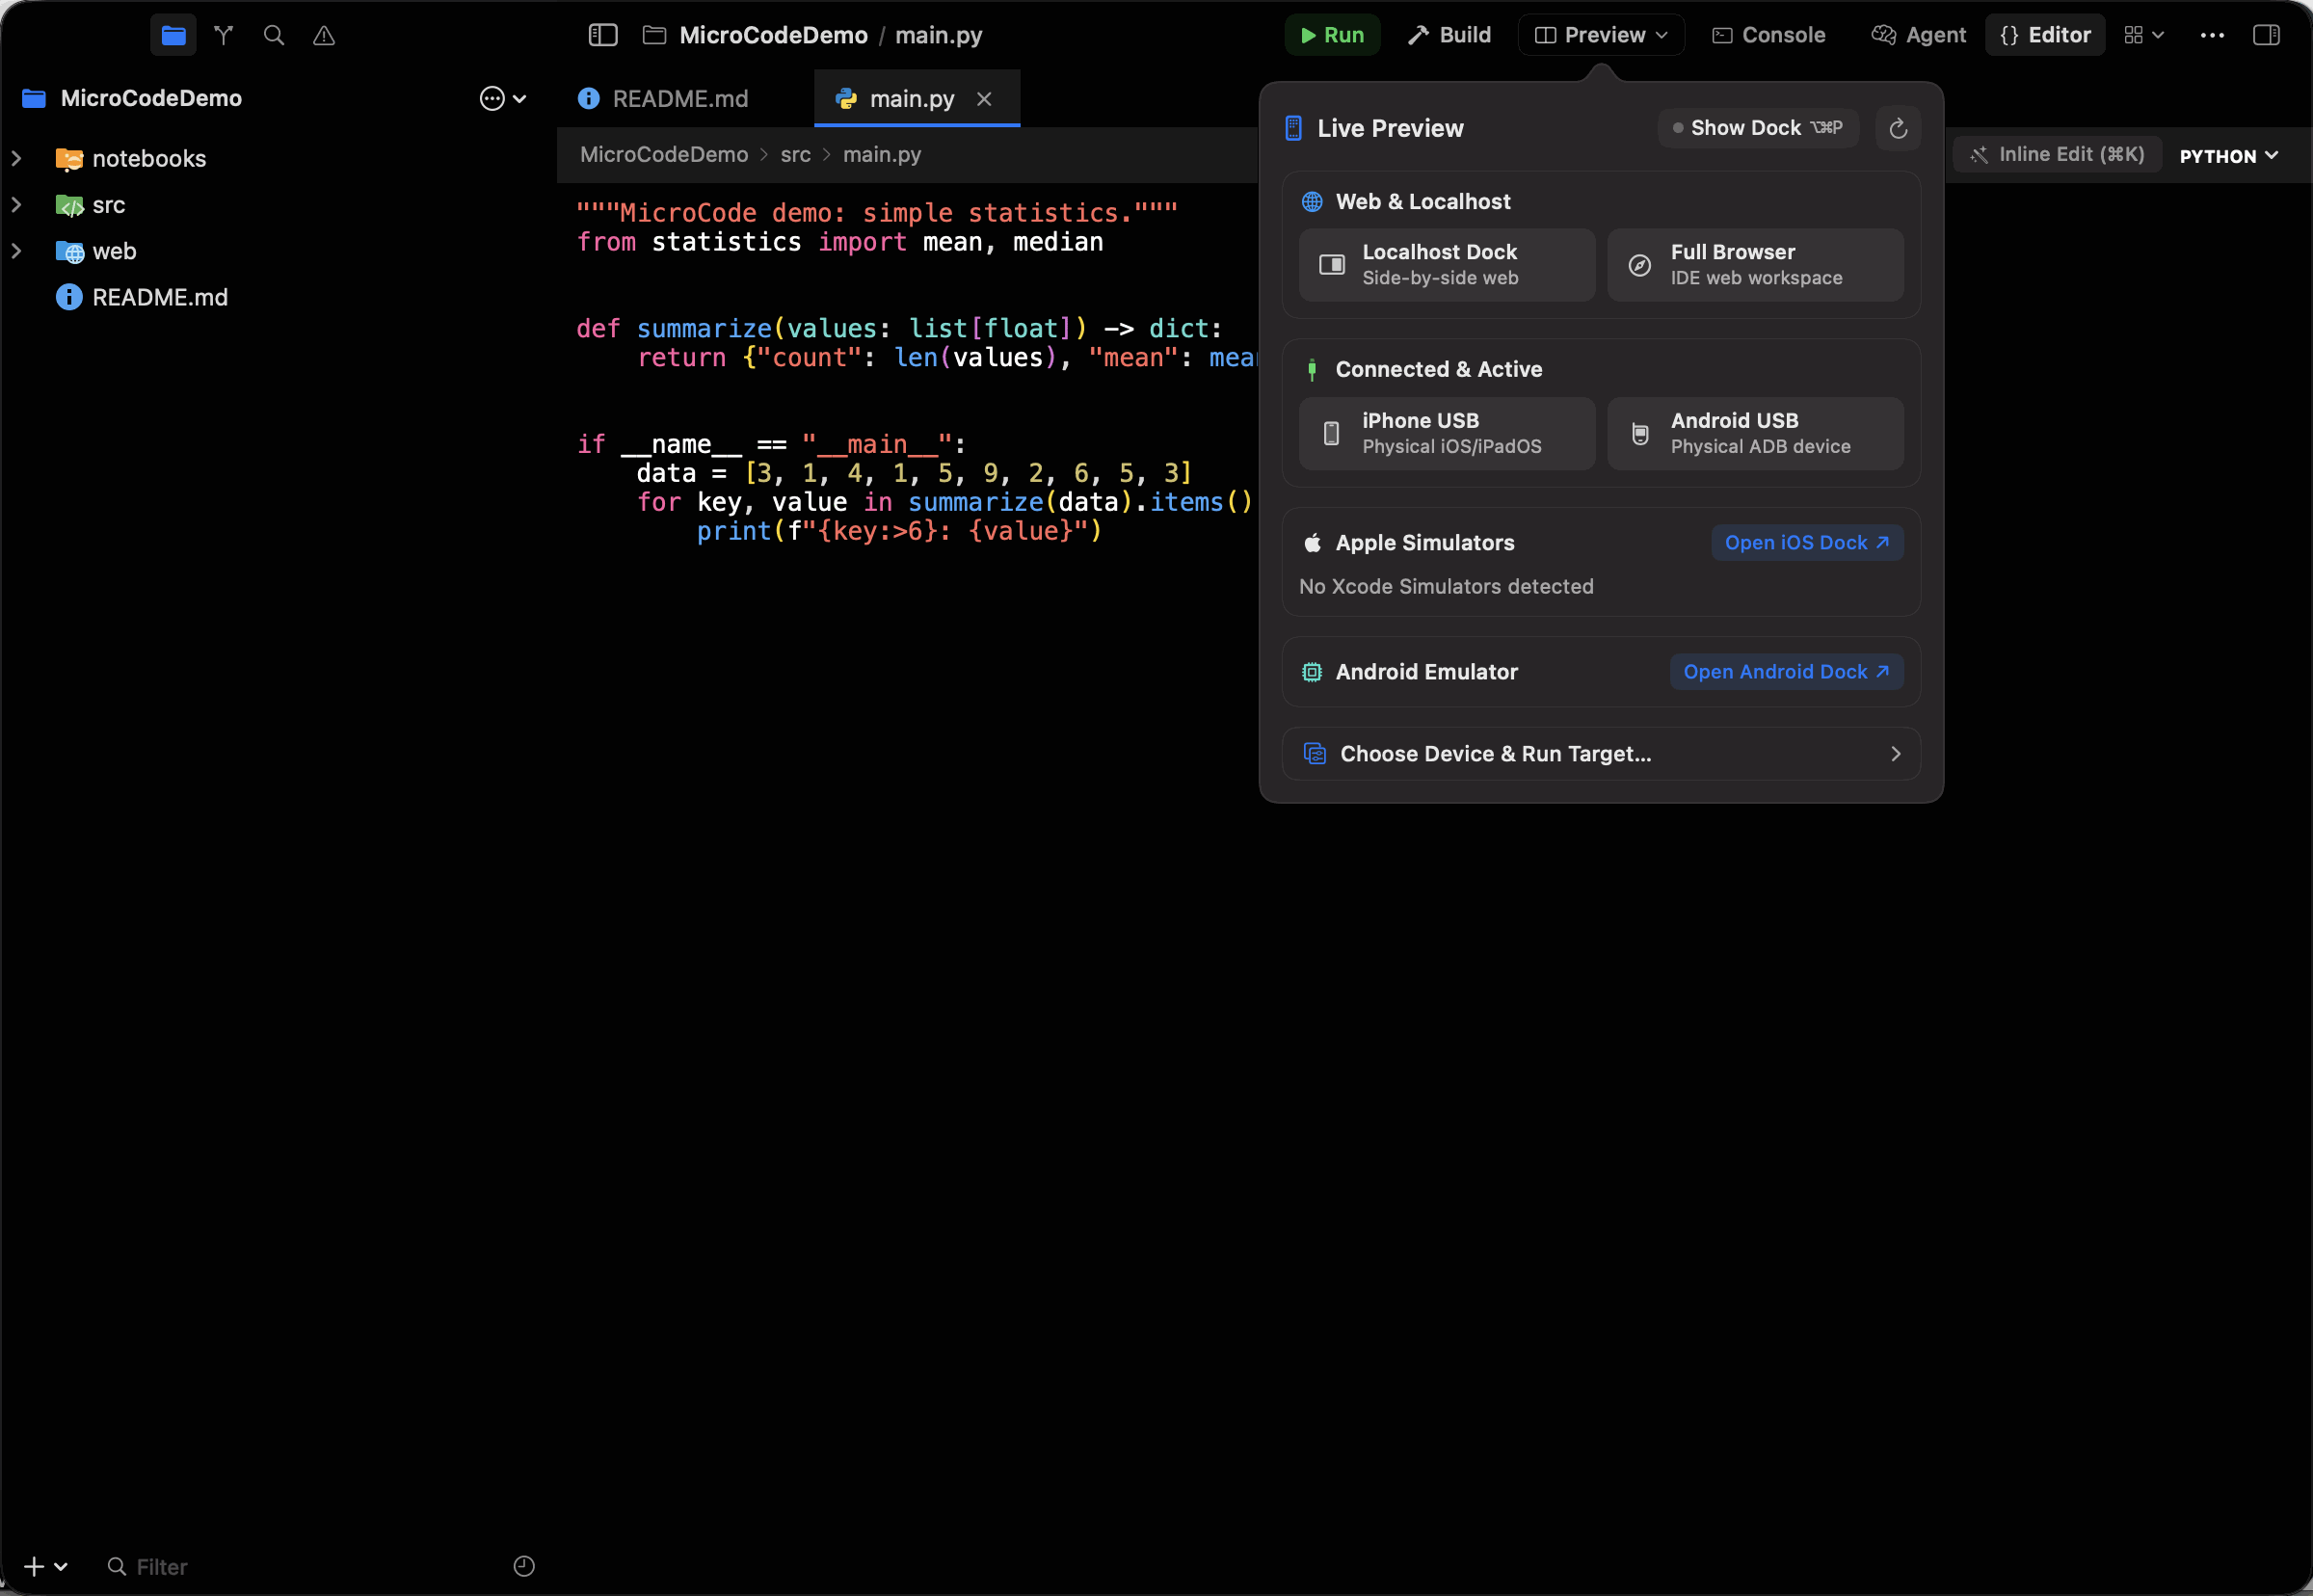 MicroCodeDemo / main.py
Run
Build
Preview
Console
Agent
{} Editor
MicroCodeDemo
notebooks
src
web
README.md
README.md
main.py
MicroCodeDemo > src > main.py
Inline Edit (⌘K)
PYTHON
"""MicroCode demo: simple statistics."""
from statistics import mean, median
def summarize(values: list[float]) -> dict:
return {"count": len(values), "mean": mean
if __name__ == "__main__":
data = [3, 1, 4, 1, 5, 9, 2, 6, 5, 3]
for key, value in summarize(data).items()
print(f"{key:>6}: {value}")
Live Preview
Show Dock ⌥⌘P
Web & Localhost
Localhost Dock
Side-by-side web
Full Browser
IDE web workspace
Connected & Active
iPhone USB
Physical iOS/iPadOS
Android USB
Physical ADB device
Apple Simulators
Open iOS Dock ↗
No Xcode Simulators detected
Android Emulator
Open Android Dock ↗
Choose Device & Run Target...
Filter